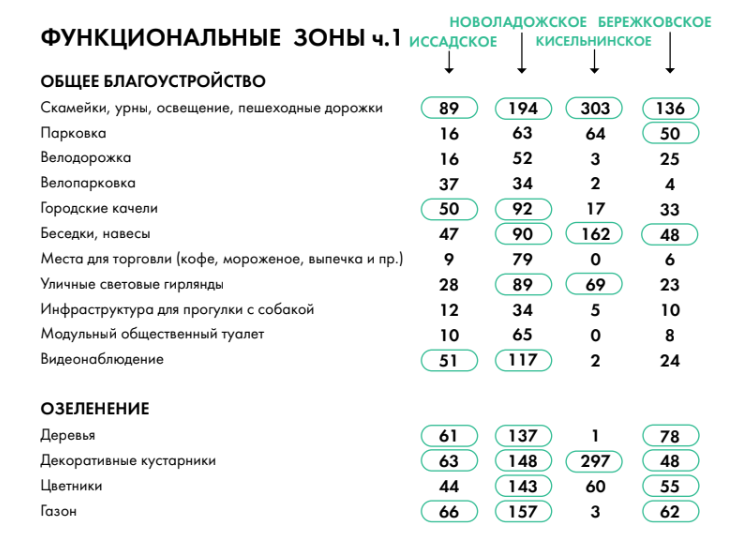 НОВОЛАДОЖСКОЕ БЕРЕЖКОВСКОЕ
ФУНКЦИОНАЛЬНЫЕ ЗОНЫ ч.1 ИССАДСКОЕ КИСЕЛЬНИНСКОЕ
ОБЩЕЕ БЛАГОУСТРОЙСТВО
Скамейки, урны, освещение, пешеходные дорожки 89 194 303 136
Парковка 16 63 64 50
Велодорожка 16 52 3 25
Велопарковка 37 34 2 4
Городские качели 50 92 17 33
Беседки, навесы 47 90 162 48
Места для торговли (кофе, мороженое, выпечка и пр.) 9 79 0 6
Уличные световые гирлянды 28 89 69 23
Инфраструктура для прогулки с собакой 12 34 5 10
Модульный общественный туалет 10 65 0 8
Видеонаблюдение 51 117 2 24
ОЗЕЛЕНЕНИЕ
Деревья 61 137 1 78
Декоративные кустарники 63 148 297 48
Цветники 44 143 60 55
Газон 66 157 3 62